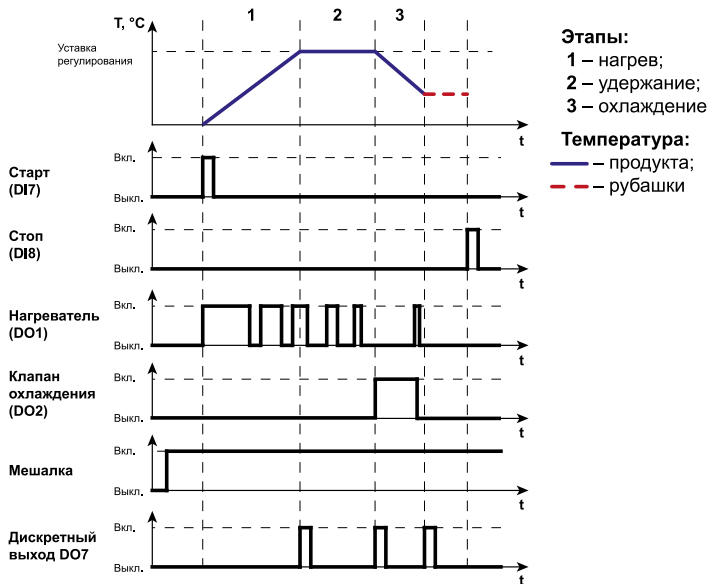 T, °C
1
2
3
Уставка
регулирования
t
Этапы:
1 – нагрев;
2 – удержание;
3 – охлаждение
Температура:
– продукта;
– рубашки
Старт
(DI7)
Вкл.
Выкл.
t
Стоп
(DI8)
Вкл.
Выкл.
t
Нагреватель
(DO1)
Вкл.
Выкл.
t
Клапан
охлаждения
(DO2)
Вкл.
Выкл.
t
Мешалка
Вкл.
Выкл.
t
Дискретный
выход DO7
Вкл.
Выкл.
t